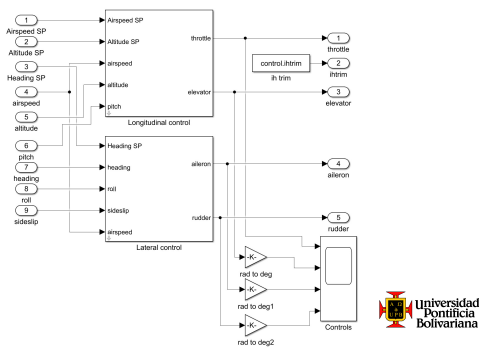 1
Airspeed SP
2
Altitude SP
3
Heading SP
4
airspeed
5
altitude
6
pitch
7
heading
8
roll
9
sideslip
Airspeed SP
Altitude SP
airspeed
altitude
pitch
throttle
elevator
Longitudinal control
Heading SP
heading
roll
sideslip
airspeed
aileron
rudder
Lateral control
control.ihtrim
ih trim
1
throttle
2
ihtrim
3
elevator
4
aileron
5
rudder
-K-
rad to deg
-K-
rad to deg1
-K-
rad to deg2
Controls
A Ω
U P B
Universidad
Pontificia
Bolivariana